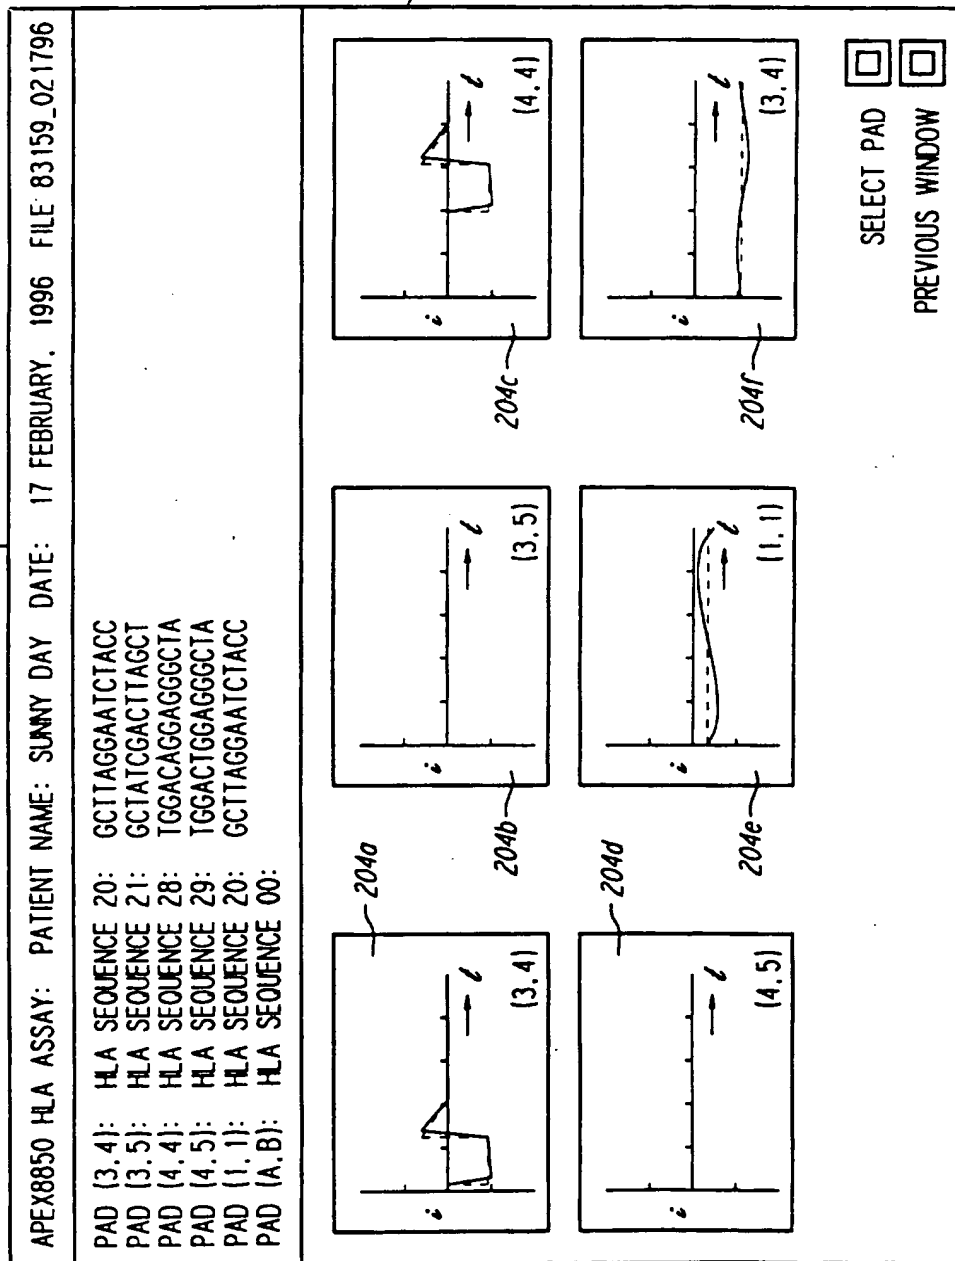 APEX8850 HLA ASSAY: PATIENT NAME: SUNNY DAY DATE: 17 FEBRUARY, 1996 FILE 83159_021796
PAD (3,4): HLA SEQUENCE 20: GCTTAGGAATCTACC
PAD (3,5): HLA SEQUENCE 21: GCTATCGACTTAGCT
PAD (4,4): HLA SEQUENCE 28: TGGACAGGAGGGCTA
PAD (4,5): HLA SEQUENCE 29: TGGACTGGAGGGCTA
PAD (1,1): HLA SEQUENCE 20: GCTTAGGAATCTACC
PAD (A,B): HLA SEQUENCE 00:
204a
i
ℓ
(3,4)
204b
i
ℓ
(3,5)
204c
i
ℓ
(4,4)
204d
i
ℓ
(4,5)
204e
i
ℓ
(1,1)
204f
i
ℓ
(3,4)
SELECT PAD
PREVIOUS WINDOW